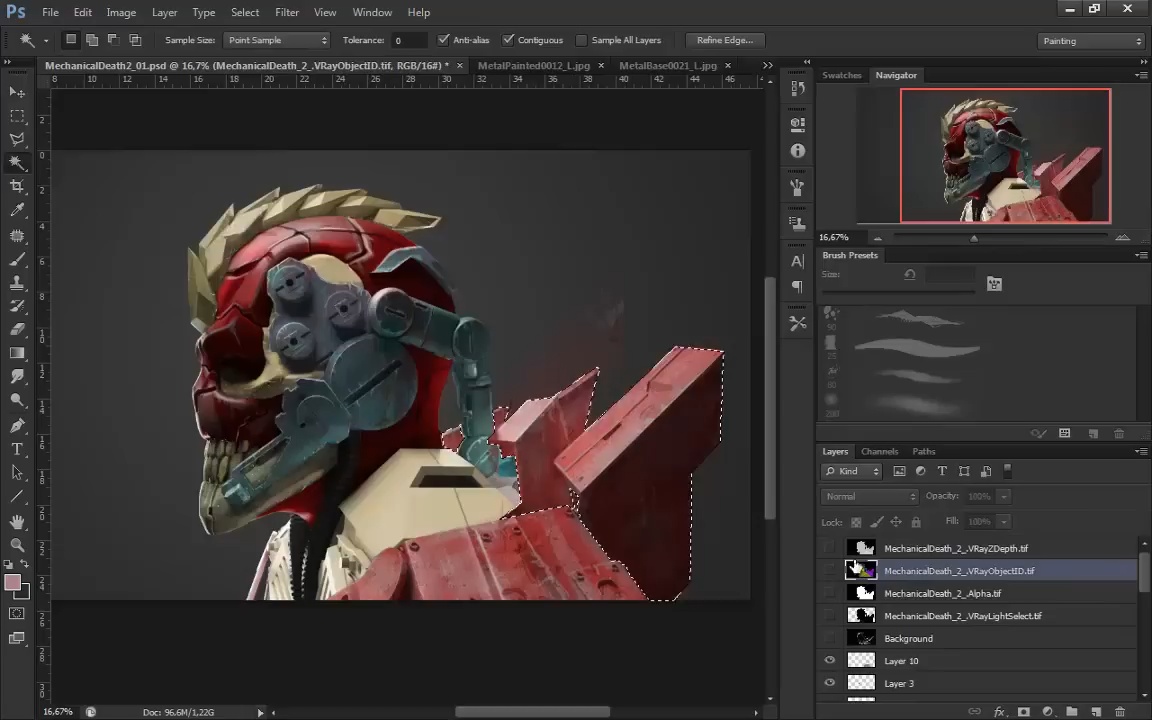 Ps File Edit Image Layer Type Select Filter View Window Help
Sample Size: Point Sample Tolerance: 0 Anti-alias Contiguous Sample All Layers Refine Edge... Painting
MechanicalDeath2_01.psd @ 16,7% (MechanicalDeath_2_.VRayObjectID.tif, RGB/16#) * × MetalPainted0012_L.jpg × MetalBase0021_L.jpg ×
Swatches Navigator
16,67%
Brush Presets
Size:
90
25
200
Layers Channels Paths
Kind
Normal Opacity: 100%
Lock: Fill: 100%
MechanicalDeath_2_.VRayZDepth.tif
MechanicalDeath_2_.VRayObjectID.tif
MechanicalDeath_2_.Alpha.tif
MechanicalDeath_2_.VRayLightSelect.tif
Background
Layer 10
Layer 3
16,67% Doc: 96,6M/1,22G